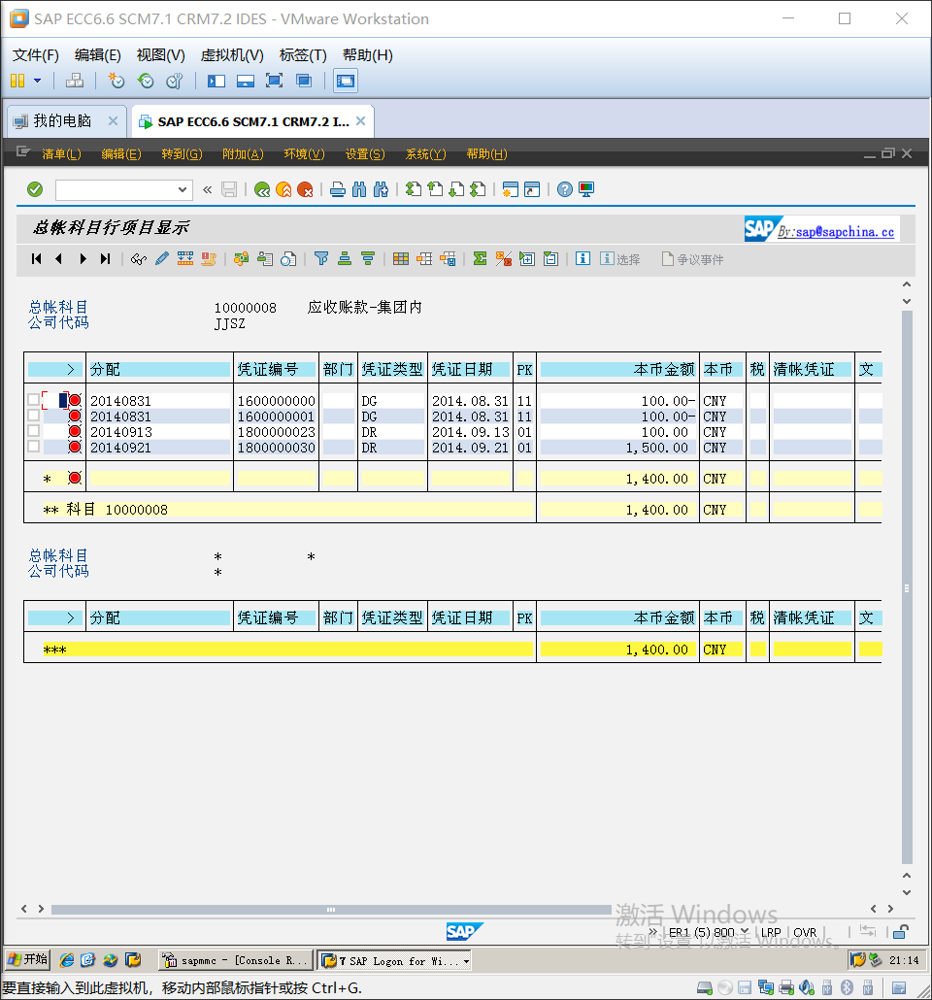 SAP ECC6.6 SCM7.1 CRM7.2 IDES - VMware Workstation
文件(F) 编辑(E) 视图(V) 虚拟机(V) 标签(T) 帮助(H)
我的电脑 SAP ECC6.6 SCM7.1 CRM7.2 I...
清单(L) 编辑(E) 转到(G) 附加(A) 环境(V) 设置(S) 系统(Y) 帮助(H)
总帐科目行项目显示
SAP By:sap@sapchina.cc
选择 争议事件
总帐科目 10000008 应收账款-集团内
公司代码 JJSZ
> 分配 凭证编号 部门 凭证类型 凭证日期 PK 本币金额 本币 税 清帐凭证 文
20140831 1600000000 DG 2014.08.31 11 100.00- CNY
20140831 1600000001 DG 2014.08.31 11 100.00- CNY
20140913 1800000023 DR 2014.09.13 01 100.00 CNY
20140921 1800000030 DR 2014.09.21 01 1,500.00 CNY
* 1,400.00 CNY
** 科目 10000008 1,400.00 CNY
总帐科目 * *
公司代码 *
> 分配 凭证编号 部门 凭证类型 凭证日期 PK 本币金额 本币 税 清帐凭证 文
*** 1,400.00 CNY
激活 Windows
转到"设置"以激活 Windows。
SAP ER1 (5) 800 LRP OVR
开始 sapmmc - [Console R... 7 SAP Logon for Wi... 21:14
要直接输入到此虚拟机，移动内部鼠标指针或按 Ctrl+G.